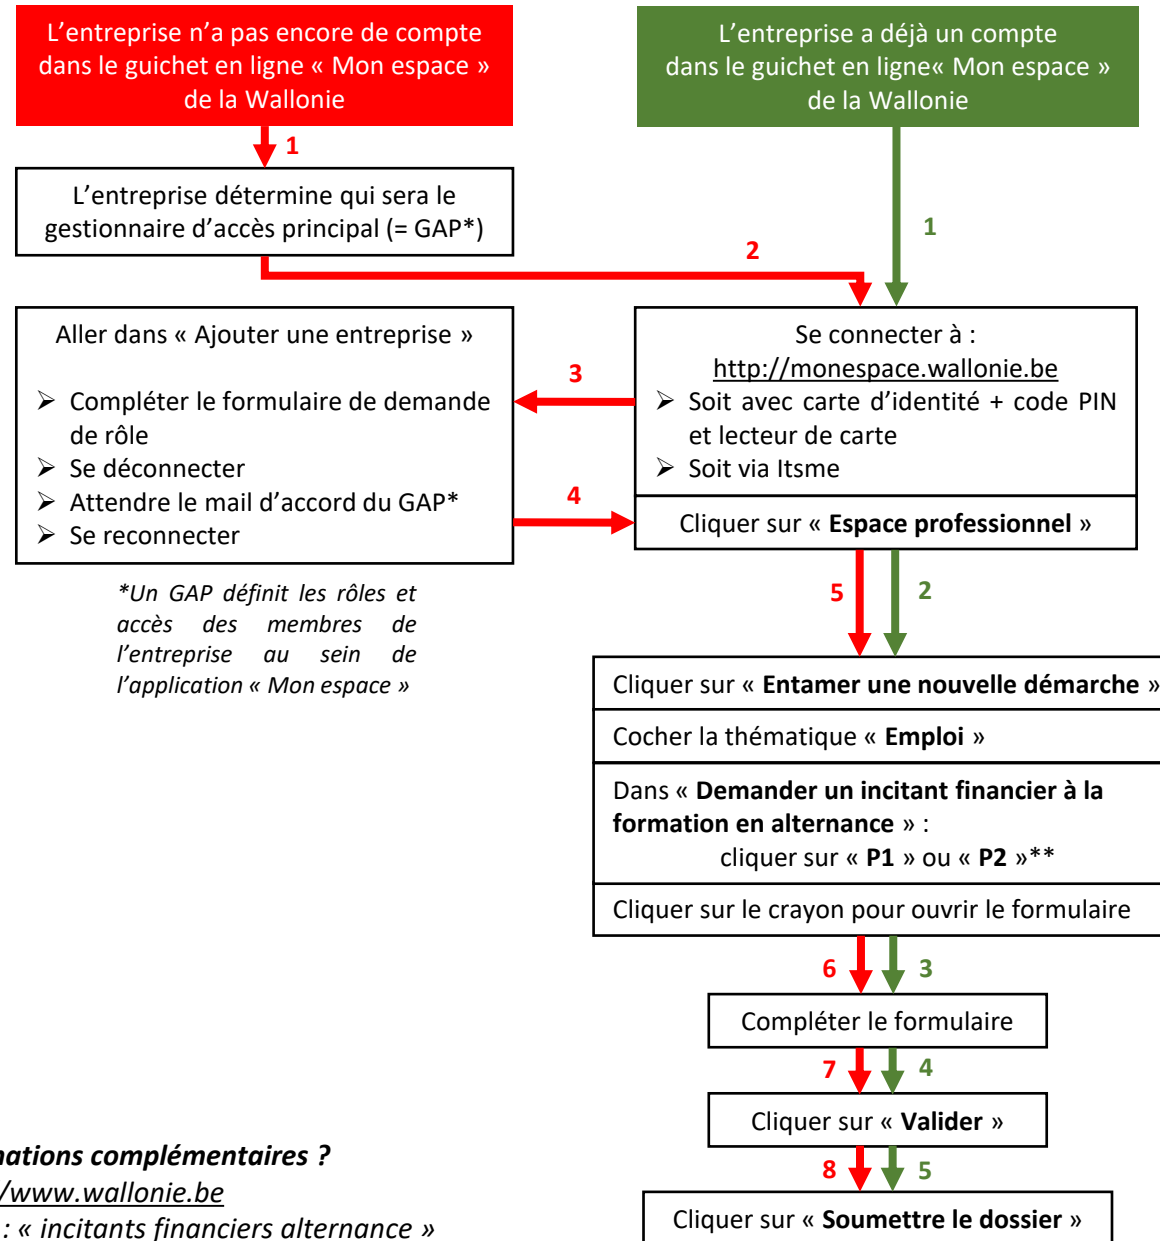 L’entreprise n’a pas encore de compte
dans le guichet en ligne « Mon espace »
de la Wallonie
L’entreprise a déjà un compte
dans le guichet en ligne« Mon espace »
de la Wallonie
1
L’entreprise détermine qui sera le
gestionnaire d’accès principal (= GAP*)
1
2
Aller dans « Ajouter une entreprise »
➢ Compléter le formulaire de demande
de rôle
➢ Se déconnecter
➢ Attendre le mail d’accord du GAP*
➢ Se reconnecter
3
4
Se connecter à :
http://monespace.wallonie.be
➢ Soit avec carte d’identité + code PIN
et lecteur de carte
➢ Soit via Itsme
Cliquer sur « Espace professionnel »
*Un GAP définit les rôles et
accès des membres de
l’entreprise au sein de
l’application « Mon espace »
5
2
Cliquer sur « Entamer une nouvelle démarche »
Cocher la thématique « Emploi »
Dans « Demander un incitant financier à la
formation en alternance » :
cliquer sur « P1 » ou « P2 »**
Cliquer sur le crayon pour ouvrir le formulaire
6
3
Compléter le formulaire
7
4
Cliquer sur « Valider »
8
5
Cliquer sur « Soumettre le dossier »
complémentaires ?
/www.wallonie.be
: « incitants financiers alternance »